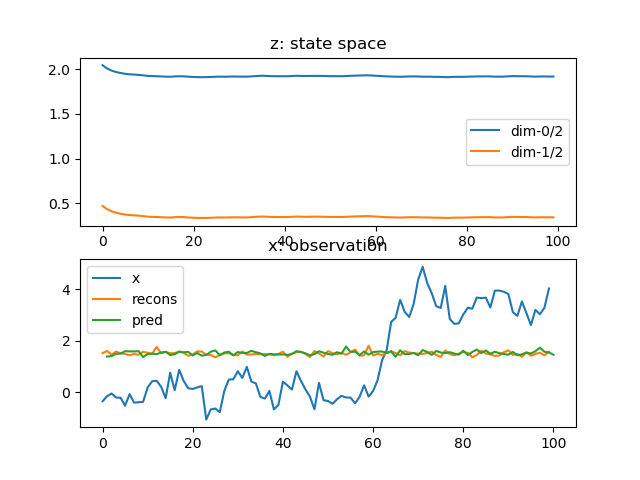 z: state space
2.0
1.5
1.0
0.5
dim-0/2
dim-1/2
0 20 40 60 80 100
x: observation
4
2
0
x
recons
pred
0 20 40 60 80 100